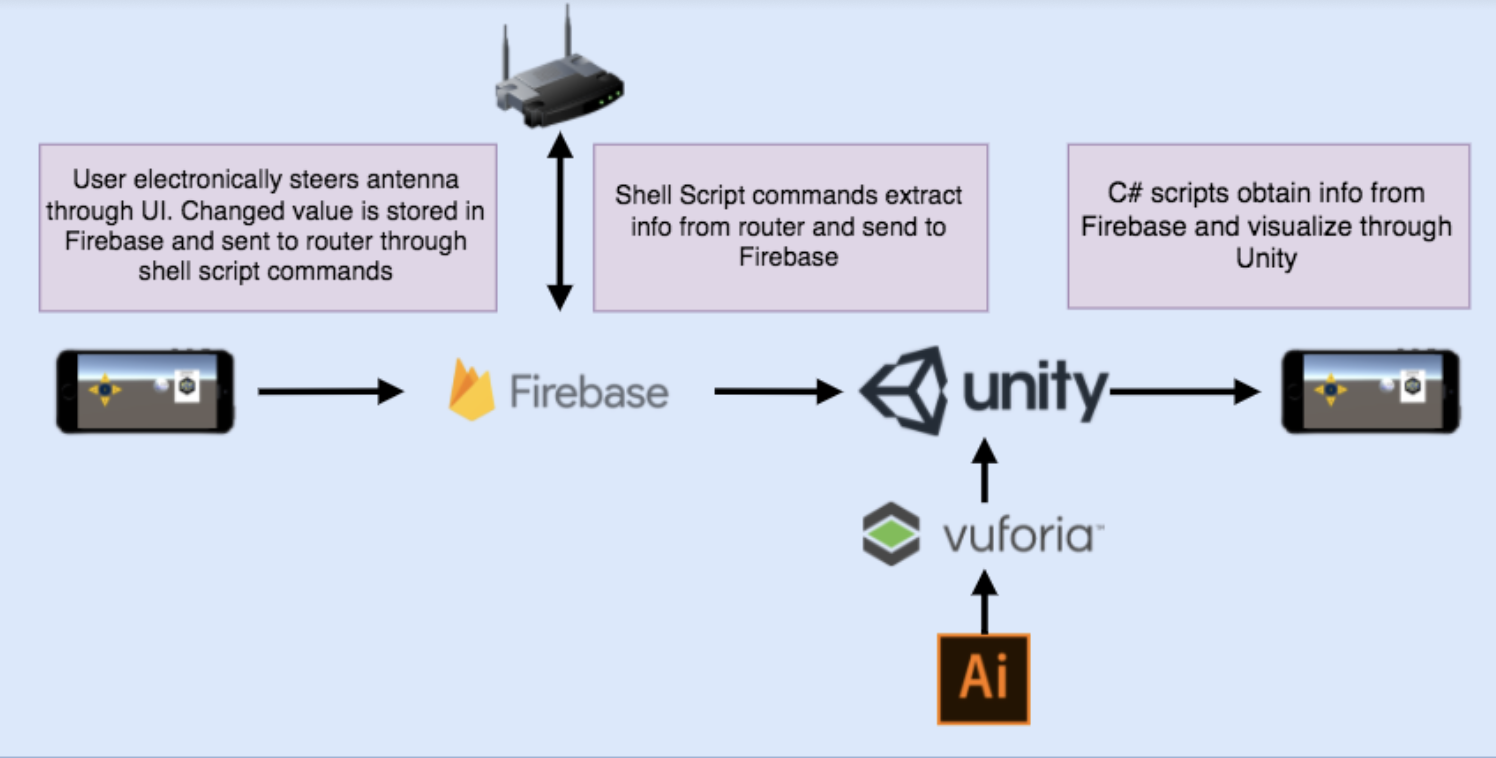 User electronically steers antenna
through UI. Changed value is stored in
Firebase and sent to router through
shell script commands
Shell Script commands extract
info from router and send to
Firebase
C# scripts obtain info from
Firebase and visualize through
Unity
Firebase
unity
vuforia™
Ai